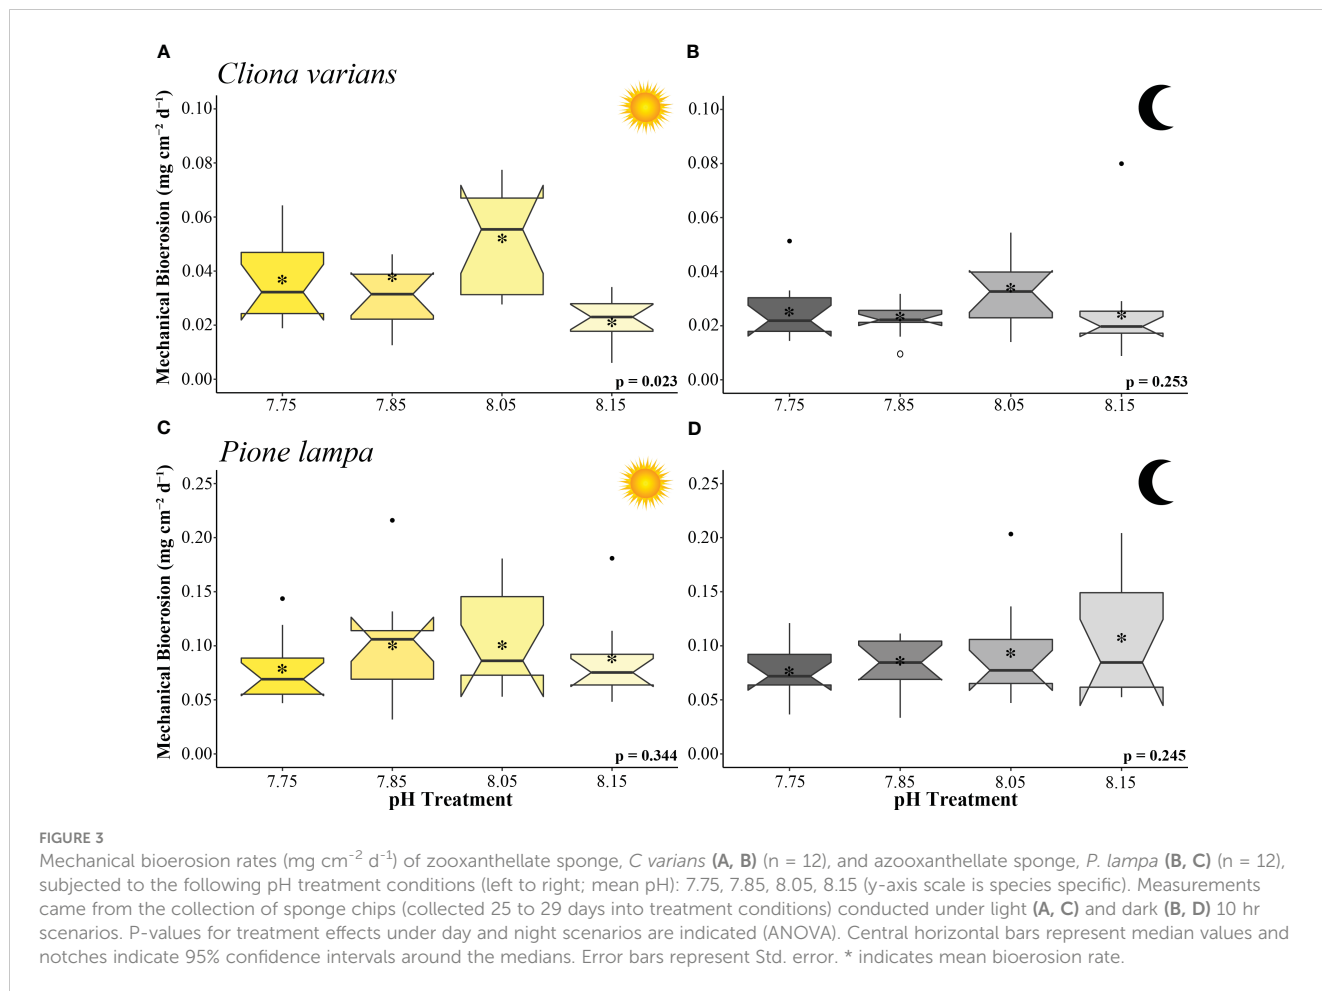 A
B
Cliona varians
Mechanical Bioerosion (mg cm⁻² d⁻¹)
0.10
0.08
0.06
0.04
0.02
0.00
p = 0.023
7.75 7.85 8.05 8.15
0.10
0.08
0.06
0.04
0.02
0.00
p = 0.253
7.75 7.85 8.05 8.15
C
D
Pione lampa
Mechanical Bioerosion (mg cm⁻² d⁻¹)
0.25
0.20
0.15
0.10
0.05
0.00
p = 0.344
7.75 7.85 8.05 8.15
pH Treatment
0.25
0.20
0.15
0.10
0.05
0.00
p = 0.245
7.75 7.85 8.05 8.15
pH Treatment
FIGURE 3
Mechanical bioerosion rates (mg cm⁻² d⁻¹) of zooxanthellate sponge, C varians (A, B) (n = 12), and azooxanthellate sponge, P. lampa (B, C) (n = 12),
subjected to the following pH treatment conditions (left to right; mean pH): 7.75, 7.85, 8.05, 8.15 (y-axis scale is species specific). Measurements
came from the collection of sponge chips (collected 25 to 29 days into treatment conditions) conducted under light (A, C) and dark (B, D) 10 hr
scenarios. P-values for treatment effects under day and night scenarios are indicated (ANOVA). Central horizontal bars represent median values and
notches indicate 95% confidence intervals around the medians. Error bars represent Std. error. * indicates mean bioerosion rate.